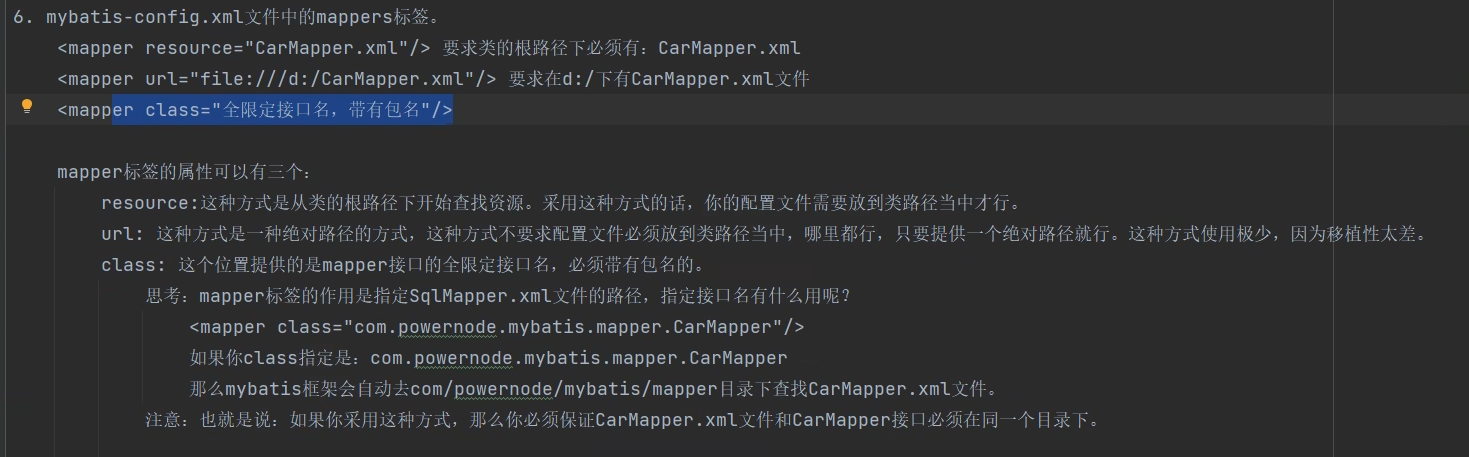 6. mybatis-config.xml文件中的mappers标签。
<mapper resource="CarMapper.xml"/> 要求类的根路径下必须有：CarMapper.xml
<mapper url="file:///d:/CarMapper.xml"/> 要求在d:/下有CarMapper.xml文件
<mapper class="全限定接口名，带有包名"/>
mapper标签的属性可以有三个：
resource:这种方式是从类的根路径下开始查找资源。采用这种方式的话，你的配置文件需要放到类路径当中才行。
url: 这种方式是一种绝对路径的方式，这种方式不要求配置文件必须放到类路径当中，哪里都行，只要提供一个绝对路径就行。这种方式使用极少，因为移植性太差。
class: 这个位置提供的是mapper接口的全限定接口名，必须带有包名的。
思考：mapper标签的作用是指定SqlMapper.xml文件的路径，指定接口名有什么用呢？
<mapper class="com.powernode.mybatis.mapper.CarMapper"/>
如果你class指定是：com.powernode.mybatis.mapper.CarMapper
那么mybatis框架会自动去com/powernode/mybatis/mapper目录下查找CarMapper.xml文件。
注意：也就是说：如果你采用这种方式，那么你必须保证CarMapper.xml文件和CarMapper接口必须在同一个目录下。